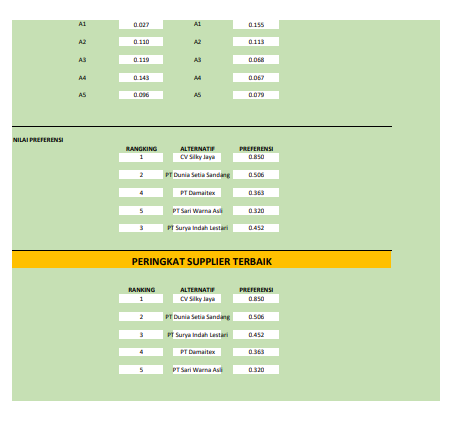 A1 0.027 A1 0.155
A2 0.110 A2 0.113
A3 0.119 A3 0.068
A4 0.143 A4 0.067
A5 0.096 A5 0.079
NILAI PREFERENSI
RANGKING ALTERNATIF PREFERENSI
1 CV Silky Jaya 0.850
2 PT Dunia Setia Sandang 0.506
4 PT Damaitex 0.363
5 PT Sari Warna Asli 0.320
3 PT Surya Indah Lestari 0.452
PERINGKAT SUPPLIER TERBAIK
RANKING ALTERNATIF PREFERENSI
1 CV Silky Jaya 0.850
2 PT Dunia Setia Sandang 0.506
3 PT Surya Indah Lestari 0.452
4 PT Damaitex 0.363
5 PT Sari Warna Asli 0.320